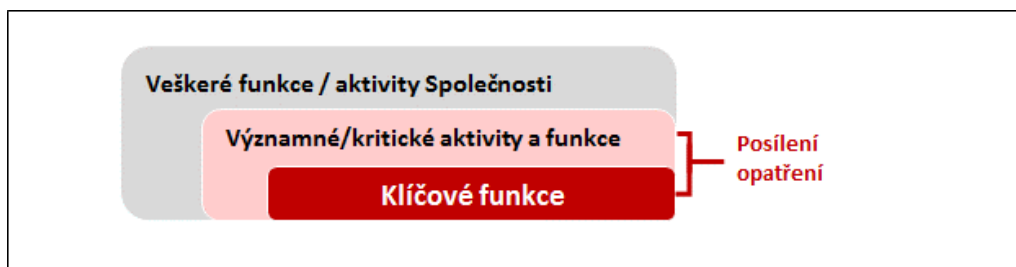 Veškeré funkce / aktivity Společnosti
Významné/kritické aktivity a funkce
Klíčové funkce
Posílení
opatření